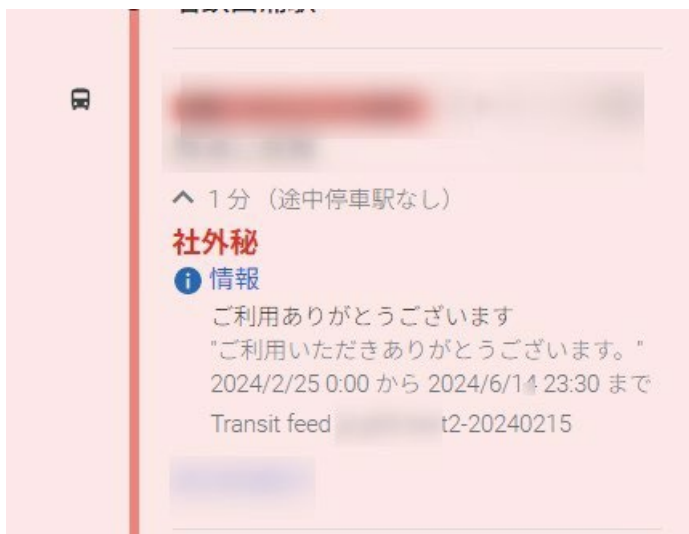 1 分 （途中停車駅なし）
社外秘
情報
ご利用ありがとうございます
"ご利用いただきありがとうございます。"
2024/2/25 0:00 から 2024/6/14 23:30 まで
Transit feed t2-20240215